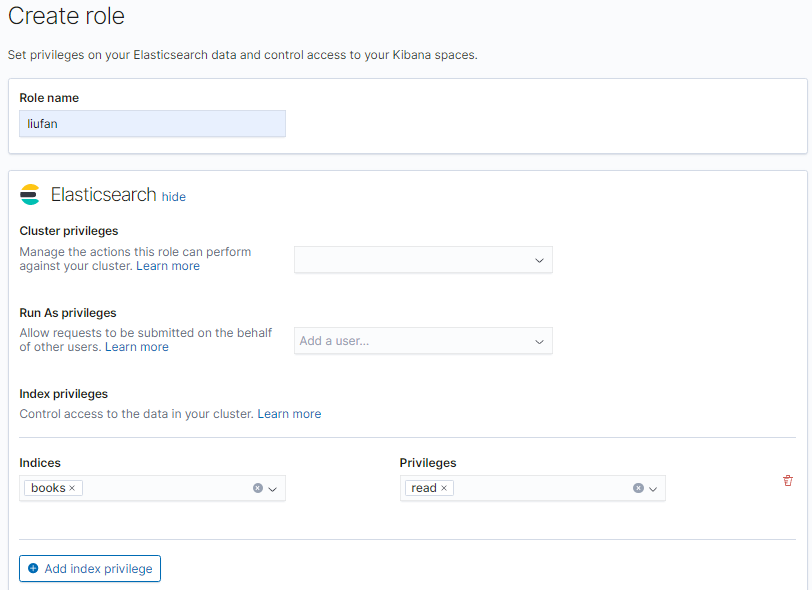 Create role
Set privileges on your Elasticsearch data and control access to your Kibana spaces.
Role name
liufan
Elasticsearch hide
Cluster privileges
Manage the actions this role can perform
against your cluster. Learn more
Run As privileges
Allow requests to be submitted on the behalf
of other users. Learn more
Add a user...
Index privileges
Control access to the data in your cluster. Learn more
Indices
Privileges
books ×
read ×
Add index privilege